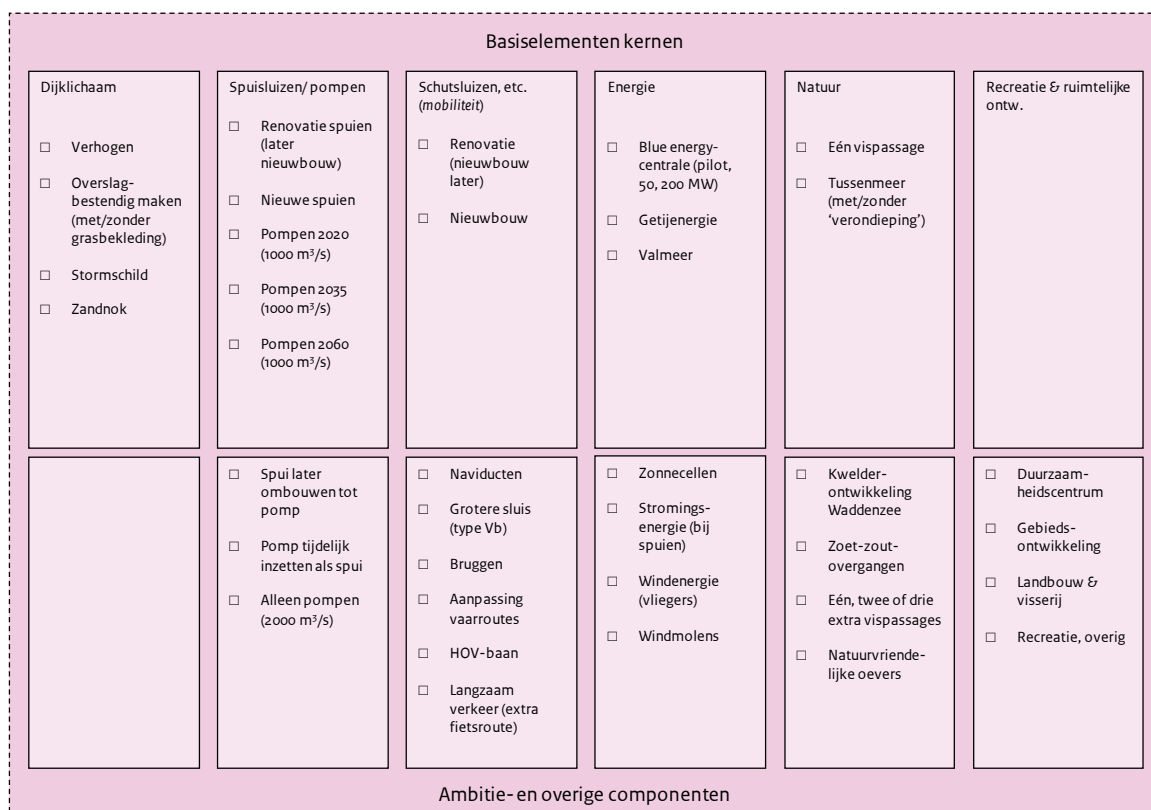 Basiselementen kernen
Dijklichaam
☐ Verhogen
☐ Overslag-
bestendig maken
(met/zonder
grasbekleding)
☐ Stormschild
☐ Zandnok
Spuisluizen/ pompen
☐ Renovatie spuien
(later
nieuwbouw)
☐ Nieuwe spuien
☐ Pompen 2020
(1000 m³/s)
☐ Pompen 2035
(1000 m³/s)
☐ Pompen 2060
(1000 m³/s)
Schutsluizen, etc.
(mobiliteit)
☐ Renovatie
(nieuwbouw
later)
☐ Nieuwbouw
Energie
☐ Blue energy-
centrale (pilot,
50, 200 MW)
☐ Getijenergie
☐ Valmeer
Natuur
☐ Eén vispassage
☐ Tussenmeer
(met/zonder
‘verondieping’)
Recreatie & ruimtelijke
ontw.
☐ Spui later
ombouwen tot
pomp
☐ Pomp tijdelijk
inzetten als spui
☐ Alleen pompen
(2000 m³/s)
☐ Naviducten
☐ Grotere sluis
(type Vb)
☐ Bruggen
☐ Aanpassing
vaarroutes
☐ HOV-baan
☐ Langzaam
verkeer (extra
fietsroute)
☐ Zonnecellen
☐ Stromings-
energie (bij
spuien)
☐ Windenergie
(vliegers)
☐ Windmolens
☐ Kwelder-
ontwikkeling
Waddenzee
☐ Zoet-zout-
overgangen
☐ Eén, twee of drie
extra vispassages
☐ Natuurvriende-
lijke oevers
☐ Duurzaam-
heidscentrum
☐ Gebieds-
ontwikkeling
☐ Landbouw &
visserij
☐ Recreatie, overig
Ambitie- en overige componenten